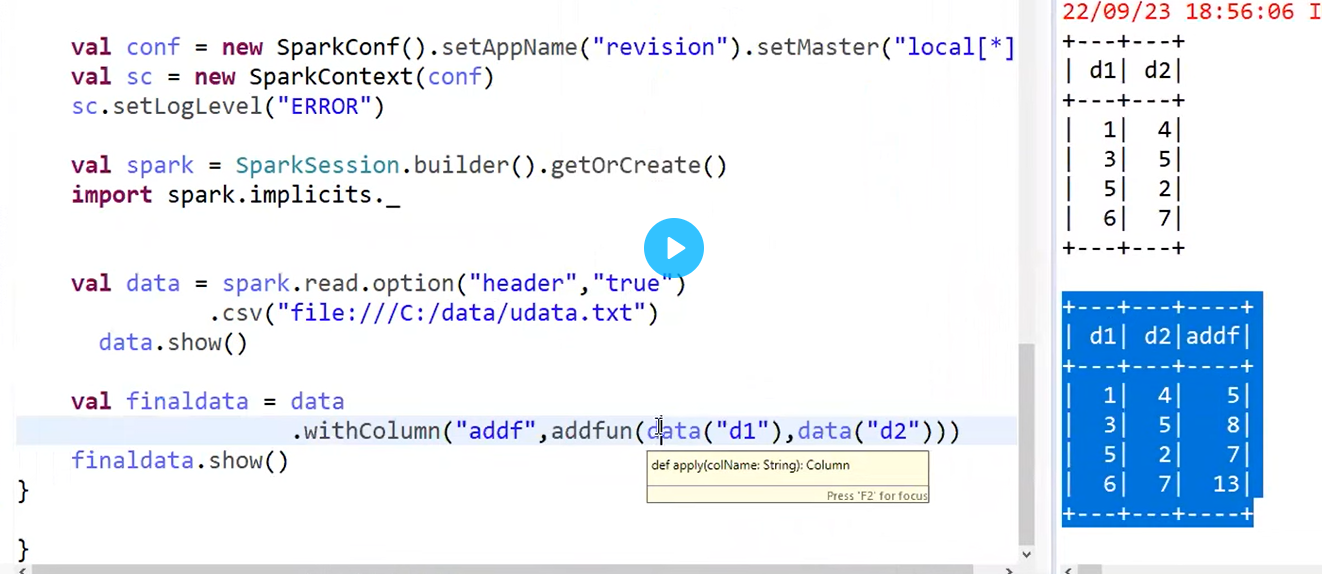 val conf = new SparkConf().setAppName("revision").setMaster("local[*]
val sc = new SparkContext(conf)
sc.setLogLevel("ERROR")
val spark = SparkSession.builder().getOrCreate()
import spark.implicits._
val data = spark.read.option("header","true")
.csv("file:///C:/data/udata.txt")
data.show()
val finaldata = data
.withColumn("addf",addfun(data("d1"),data("d2")))
finaldata.show()
def apply(colName: String): Column
Press 'F2' for focus
}
}
22/09/23 18:56:06 I
+---+---+
| d1| d2|
+---+---+
|  1|  4|
|  3|  5|
|  5|  2|
|  6|  7|
+---+---+
+---+---+----+
| d1| d2|addf|
+---+---+----+
|  1|  4|   5|
|  3|  5|   8|
|  5|  2|   7|
|  6|  7|  13|
+---+---+----+